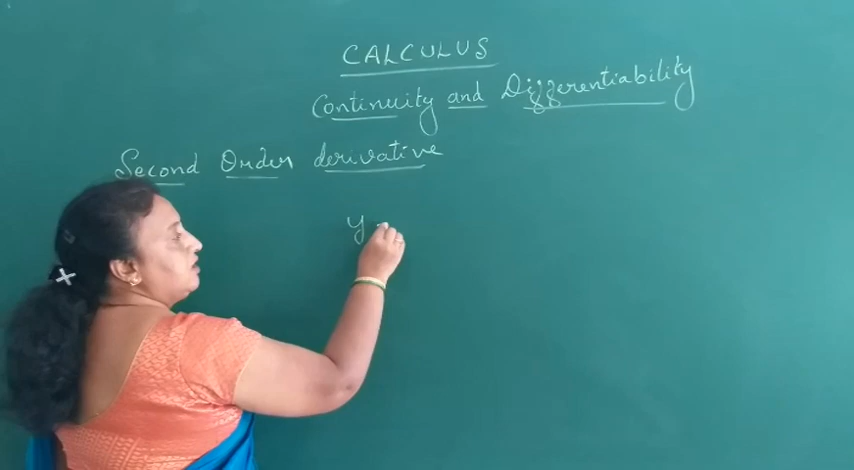 CALCULUS
Continuity and Differentiability
Second Order derivative
y =